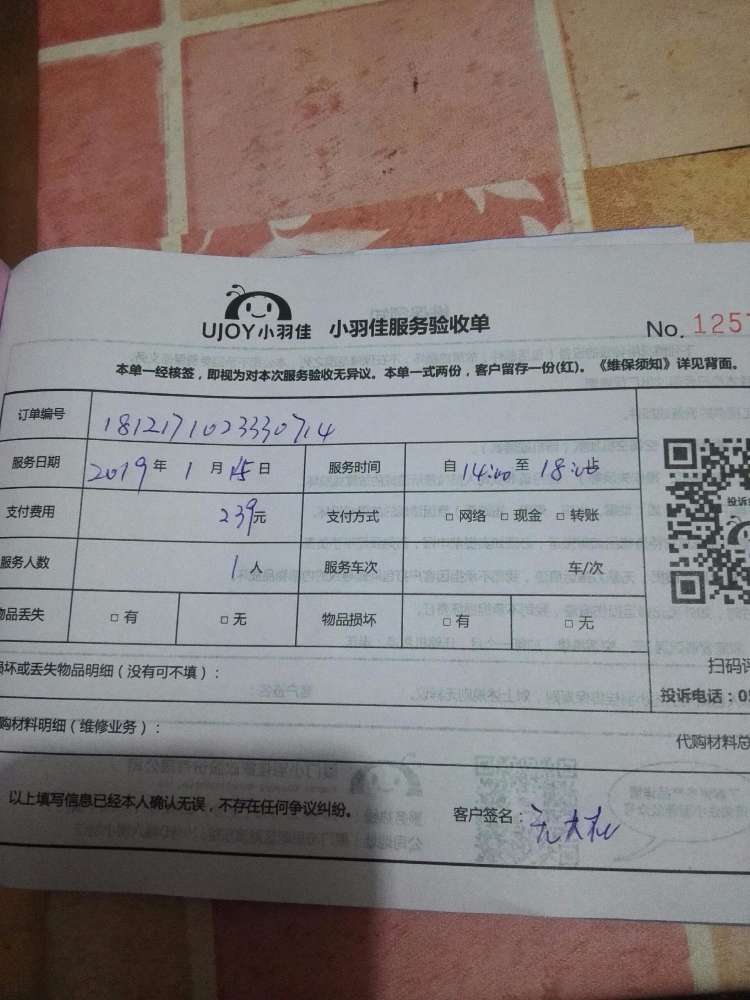 UJOY小羽佳 小羽佳服务验收单 No. 1257
本单一经核签，即视为对本次服务验收无异议。本单一式两份，客户留存一份(红)。《维保须知》详见背面。
订单编号 1812171023330714
服务日期 2019年 1月 15日 服务时间 自 14:00 至 18:00 止
支付费用 239元 支付方式 □ 网络 □ 现金 □ 转账
服务人数 1人 服务车次 车/次
物品丢失 □ 有 □ 无 物品损坏 □ 有 □ 无
投诉
损坏或丢失物品明细（没有可不填）：
扫码评
投诉电话：05
购材料明细（维修业务）：
代购材料总
以上填写信息已经本人确认无误，不存在任何争议纠纷。 客户签名：